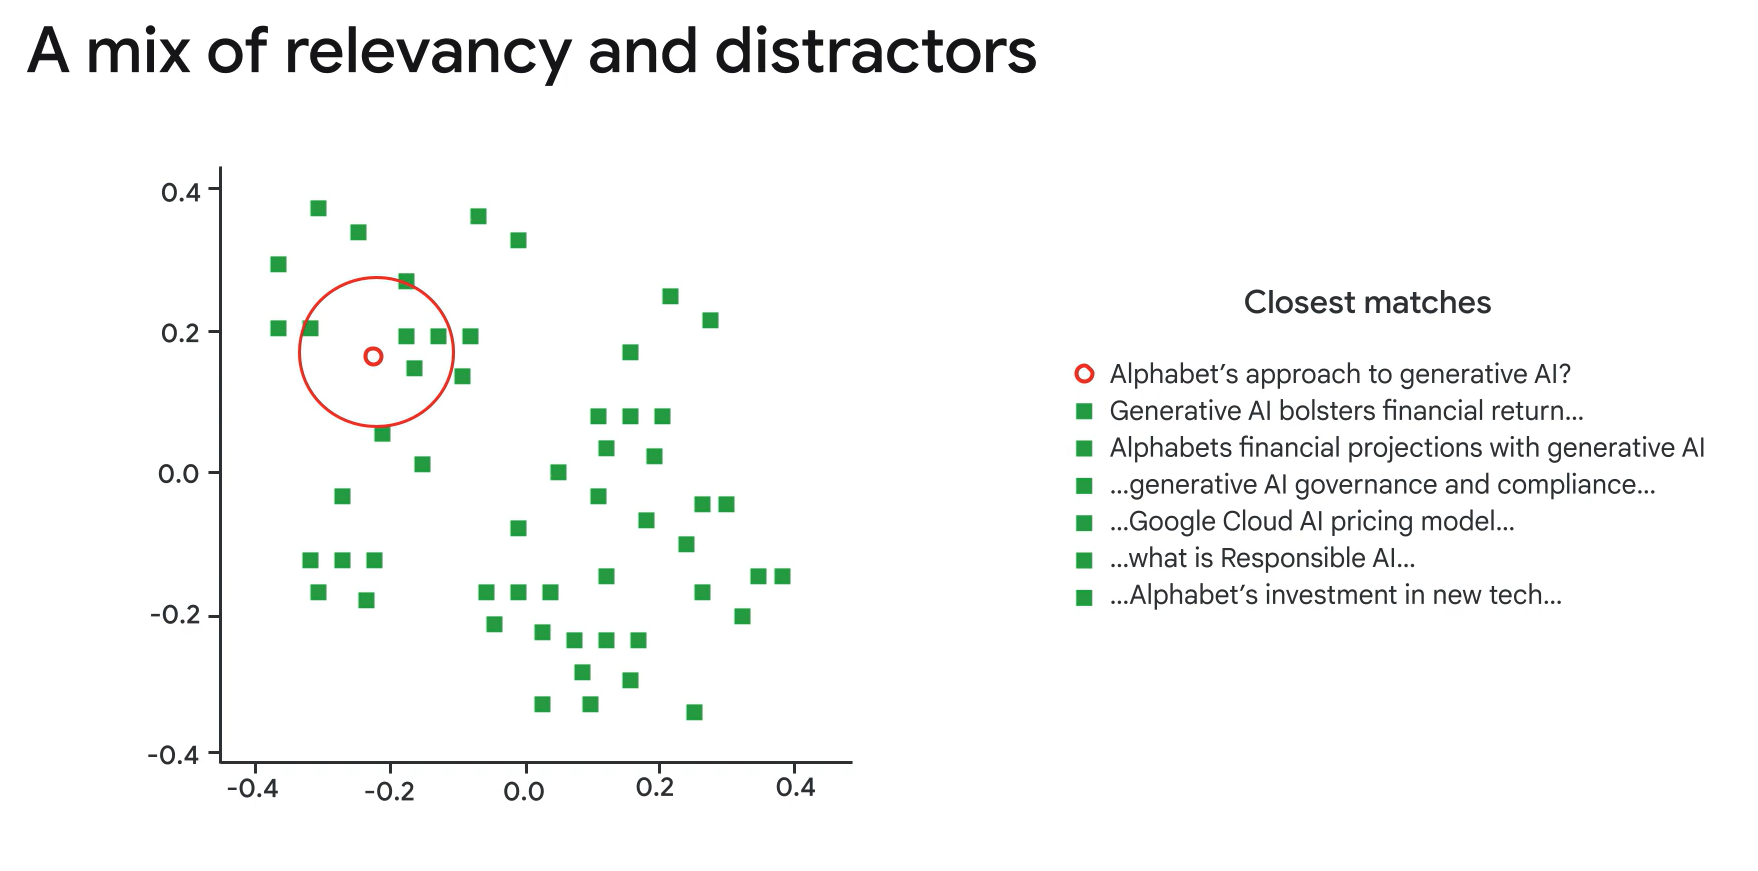 A mix of relevancy and distractors
0.4
0.2
0.0
-0.2
-0.4
-0.4
-0.2
0.0
0.2
0.4
Closest matches
Alphabet’s approach to generative AI?
Generative AI bolsters financial return...
Alphabets financial projections with generative AI
...generative AI governance and compliance...
...Google Cloud AI pricing model...
...what is Responsible AI...
...Alphabet’s investment in new tech...